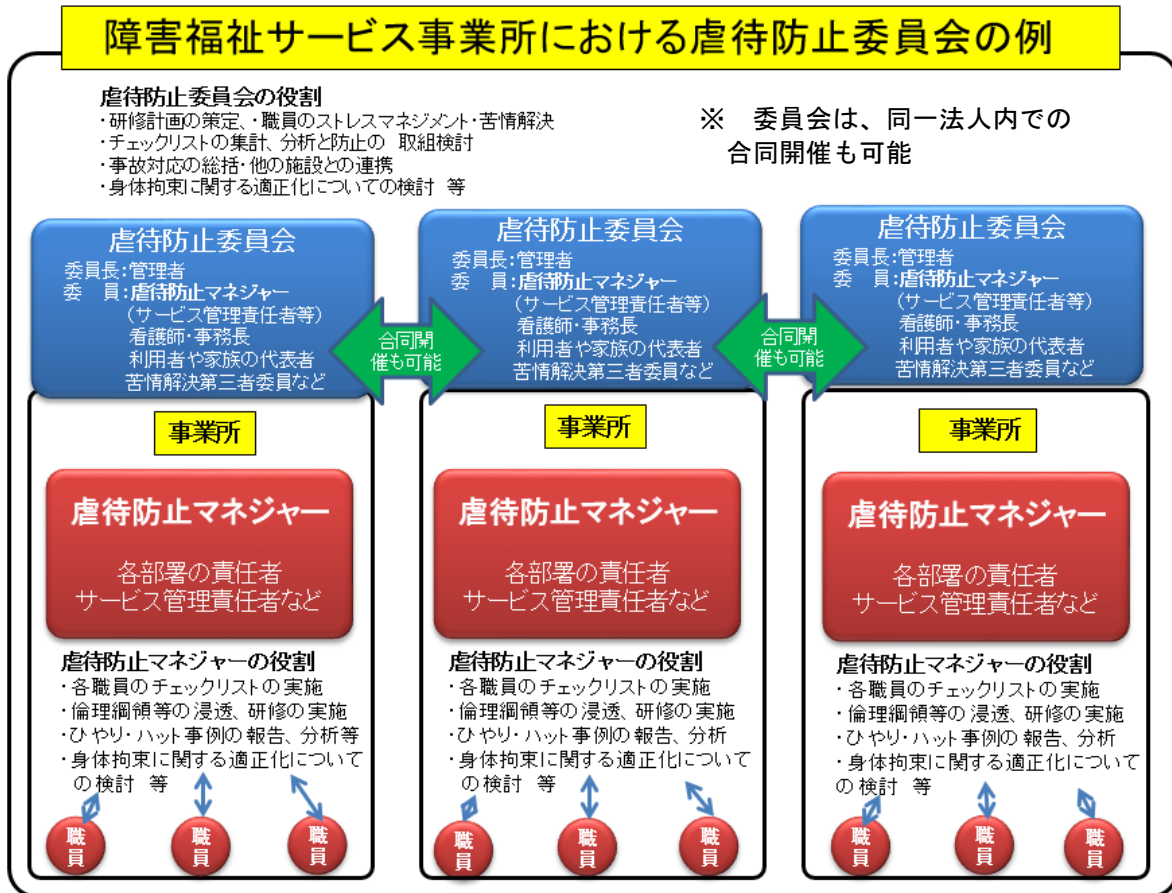 障害福祉サービス事業所における虐待防止委員会の例
虐待防止委員会の役割
・研修計画の策定、・職員のストレスマネジメント・苦情解決
・チェックリストの集計、分析と防止の 取組検討
・事故対応の総括・他の施設との連携
・身体拘束に関する適正化についての検討 等
※ 委員会は、同一法人内での
合同開催も可能
虐待防止委員会
委員長：管理者
委 員：虐待防止マネジャー
（サービス管理責任者等）
看護師・事務長
利用者や家族の代表者
苦情解決第三者委員など
合同開
催も可能
虐待防止委員会
委員長：管理者
委 員：虐待防止マネジャー
（サービス管理責任者等）
看護師・事務長
利用者や家族の代表者
苦情解決第三者委員など
合同開
催も可能
虐待防止委員会
委員長：管理者
委 員：虐待防止マネジャー
（サービス管理責任者等）
看護師・事務長
利用者や家族の代表者
苦情解決第三者委員など
事業所
虐待防止マネジャー
各部署の責任者
サービス管理責任者など
虐待防止マネジャーの役割
・各職員のチェックリストの実施
・倫理綱領等の浸透、研修の実施
・ひやり・ハット事例の報告、分析等
・身体拘束に関する適正化について
の検討 等
職員
職員
職員
事業所
虐待防止マネジャー
各部署の責任者
サービス管理責任者など
虐待防止マネジャーの役割
・各職員のチェックリストの実施
・倫理綱領等の浸透、研修の実施
・ひやり・ハット事例の報告、分析
・身体拘束に関する適正化について
の検討 等
職員
職員
職員
事業所
虐待防止マネジャー
各部署の責任者
サービス管理責任者など
虐待防止マネジャーの役割
・各職員のチェックリストの実施
・倫理綱領等の浸透、研修の実施
・ひやり・ハット事例の報告、分析
・身体拘束に関する適正化について
の検討 等
職員
職員
職員